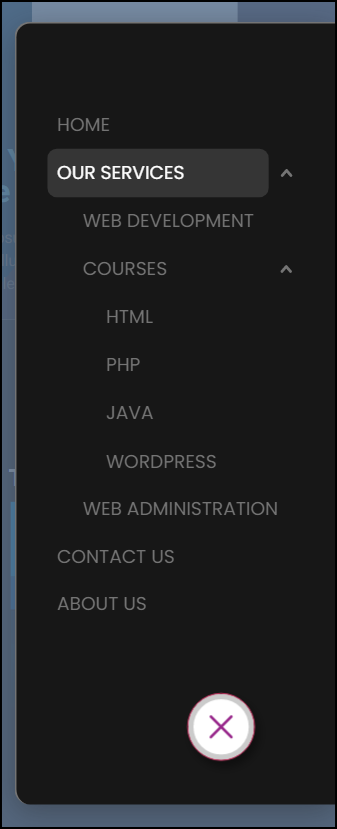 HOME
OUR SERVICES
WEB DEVELOPMENT
COURSES
HTML
PHP
JAVA
WORDPRESS
WEB ADMINISTRATION
CONTACT US
ABOUT US